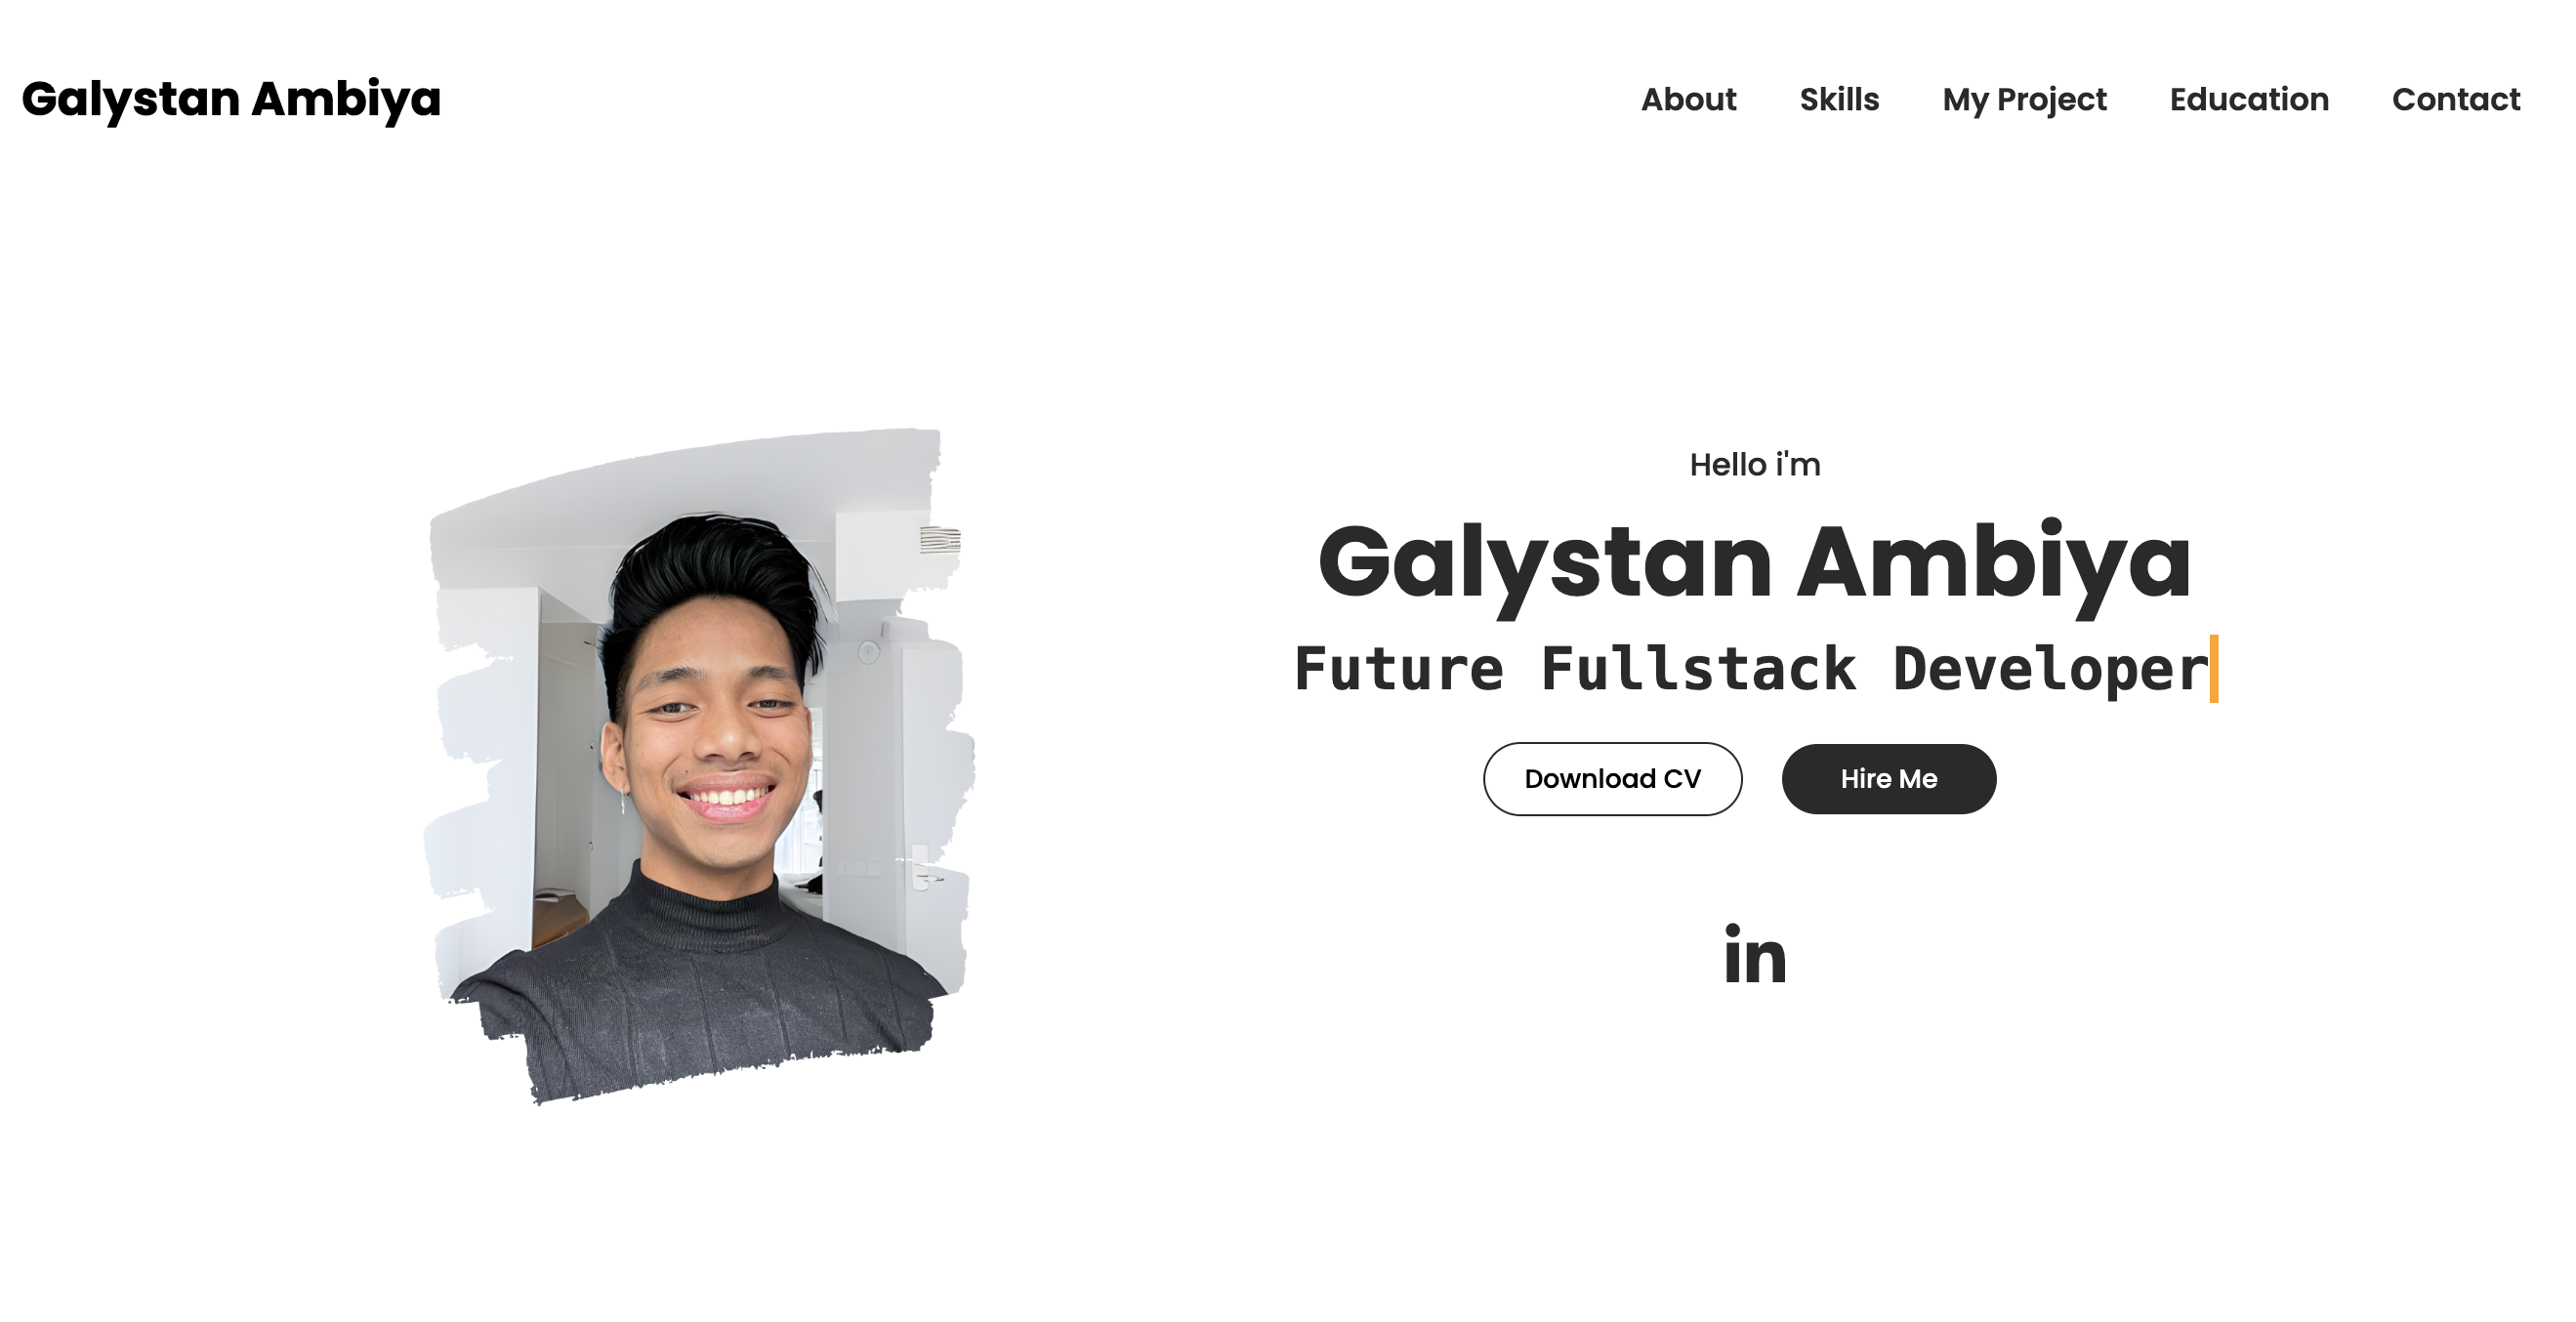 Galystan Ambiya
About Skills My Project Education Contact
Hello i'm
Galystan Ambiya
Future Fullstack Developer
Download CV Hire Me
in